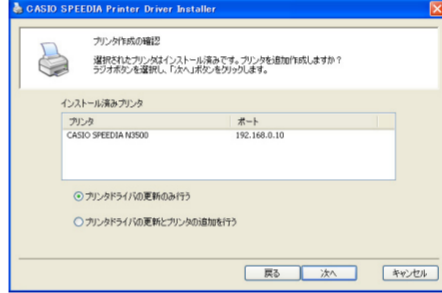 CASIO SPEEDIA Printer Driver Installer
プリンタ作成の確認
選択されたプリンタはインストール済みです。プリンタを追加作成しますか？
ラジオボタンを選択し、「次へ」ボタンをクリックします。
インストール済みプリンタ
プリンタ ポート
CASIO SPEEDIA N3500 192.168.0.10
プリンタドライバの更新のみ行う
プリンタドライバの更新とプリンタの追加を行う
戻る 次へ キャンセル